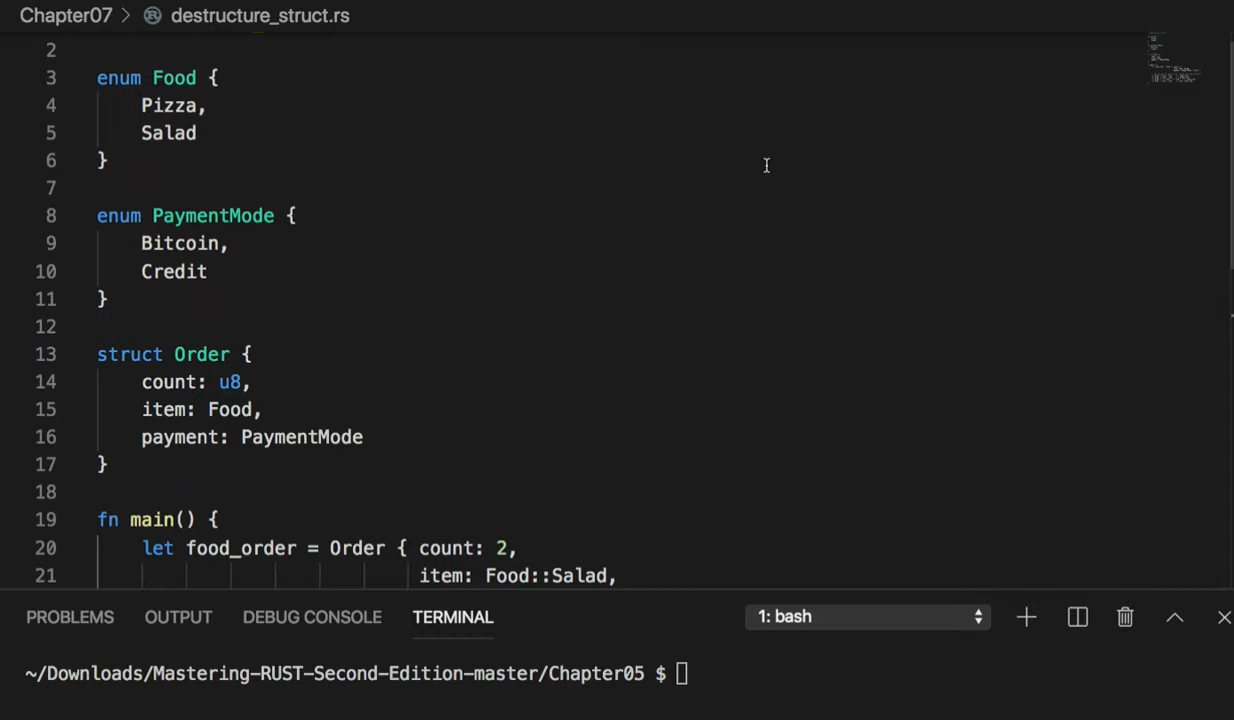 Chapter07 > destructure_struct.rs
2
3 enum Food {
4 Pizza,
5 Salad
6 }
7
8 enum PaymentMode {
9 Bitcoin,
10 Credit
11 }
12
13 struct Order {
14 count: u8,
15 item: Food,
16 payment: PaymentMode
17 }
18
19 fn main() {
20 let food_order = Order { count: 2,
21 item: Food::Salad,
PROBLEMS OUTPUT DEBUG CONSOLE TERMINAL 1: bash
~/Downloads/Mastering-RUST-Second-Edition-master/Chapter05 $